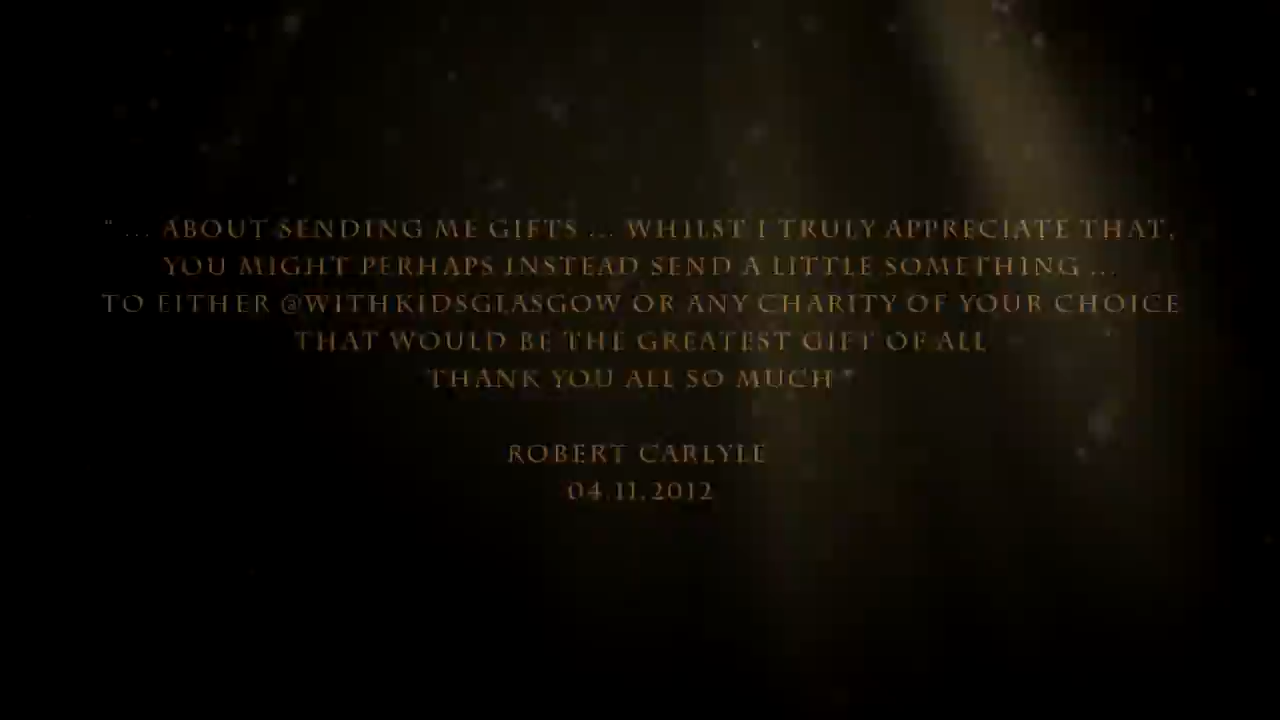 " ... ABOUT SENDING ME GIFTS ... WHILST I TRULY APPRECIATE THAT,
YOU MIGHT PERHAPS INSTEAD SEND A LITTLE SOMETHING ...
TO EITHER @WITHKIDSGLASGOW OR ANY CHARITY OF YOUR CHOICE
THAT WOULD BE THE GREATEST GIFT OF ALL
THANK YOU ALL SO MUCH "
ROBERT CARLYLE
04.11.2012